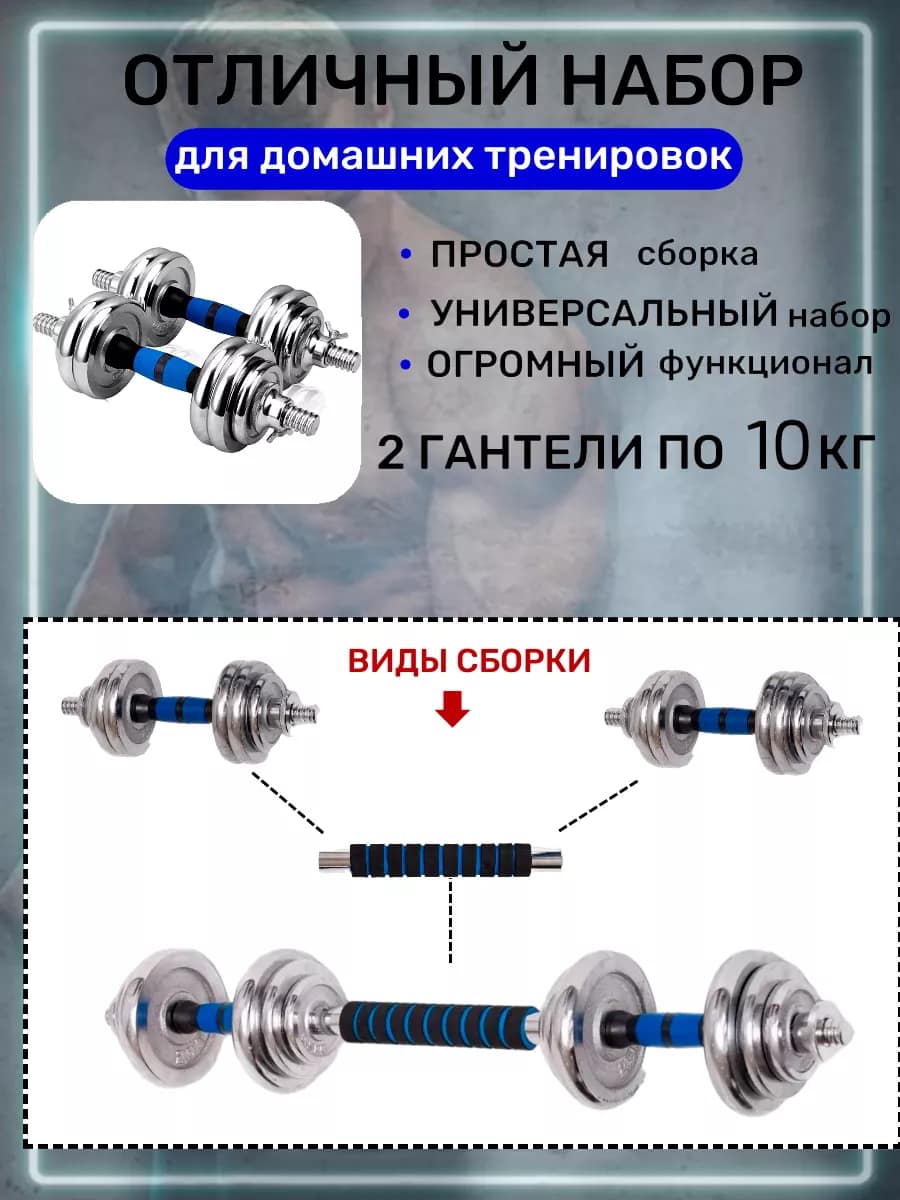 ОТЛИЧНЫЙ НАБОР
для домашних тренировок
• ПРОСТАЯ сборка
• УНИВЕРСАЛЬНЫЙ набор
• ОГРОМНЫЙ функционал
2 ГАНТЕЛИ ПО 10 КГ
ВИДЫ СБОРКИ